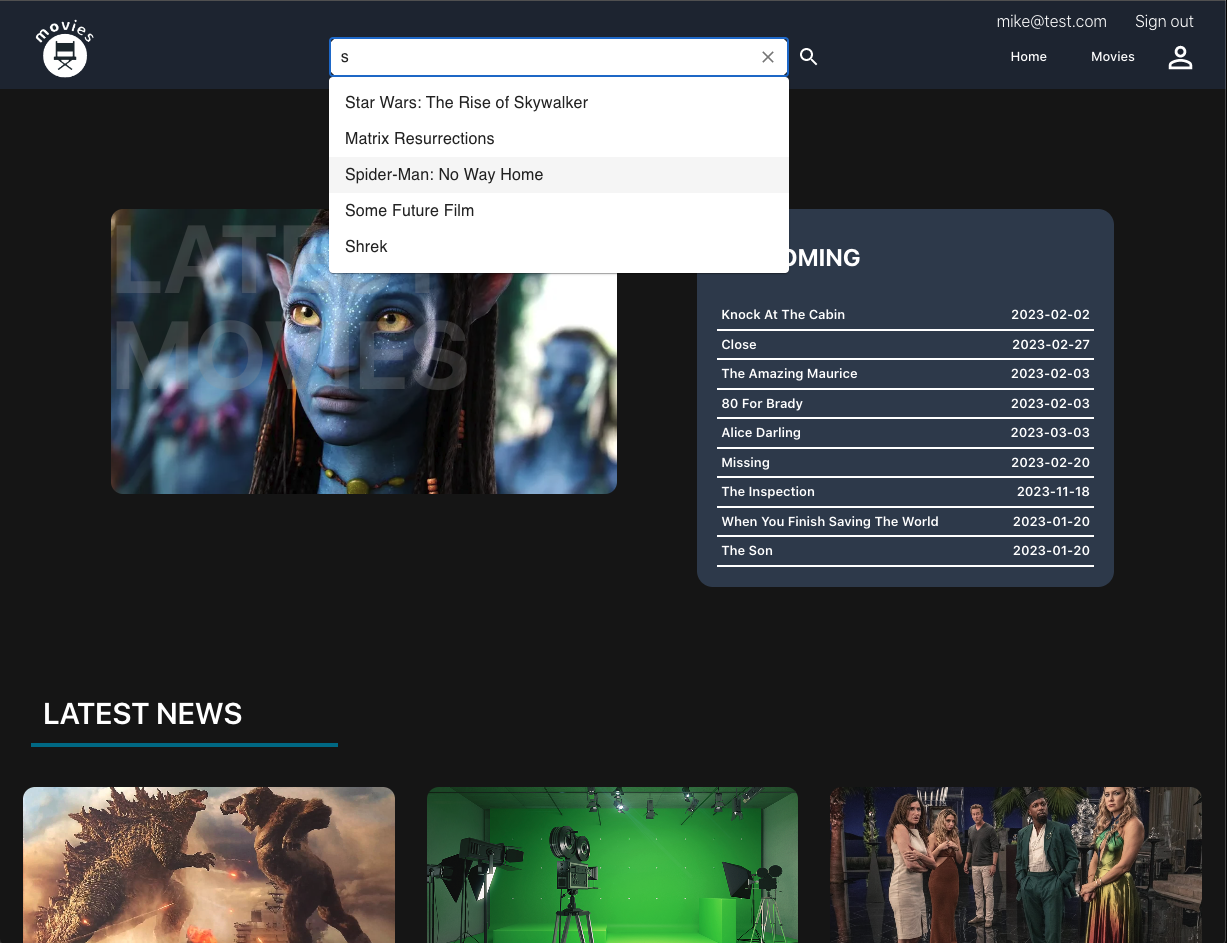 movies
mike@test.com Sign out
s
Home Movies
Star Wars: The Rise of Skywalker
Matrix Resurrections
Spider-Man: No Way Home
Some Future Film
Shrek
LATEST
MOVIES
OMING
Knock At The Cabin 2023-02-02
Close 2023-02-27
The Amazing Maurice 2023-02-03
80 For Brady 2023-02-03
Alice Darling 2023-03-03
Missing 2023-02-20
The Inspection 2023-11-18
When You Finish Saving The World 2023-01-20
The Son 2023-01-20
LATEST NEWS